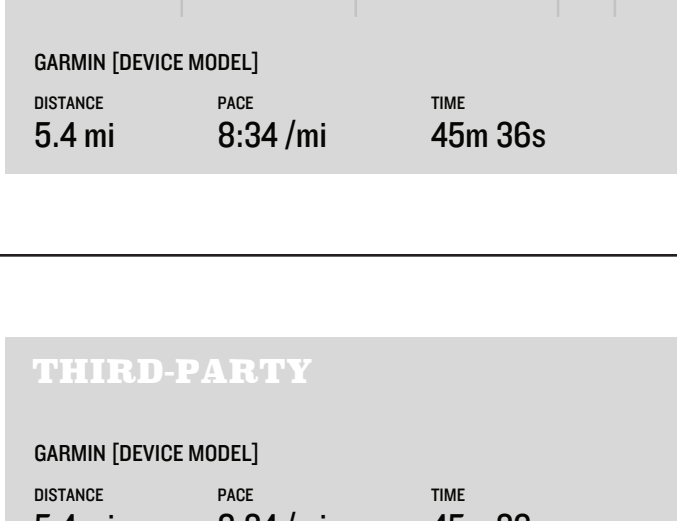 GARMIN [DEVICE MODEL]
DISTANCE PACE TIME
5.4 mi 8:34 /mi 45m 36s
THIRD-PARTY
GARMIN [DEVICE MODEL]
DISTANCE PACE TIME